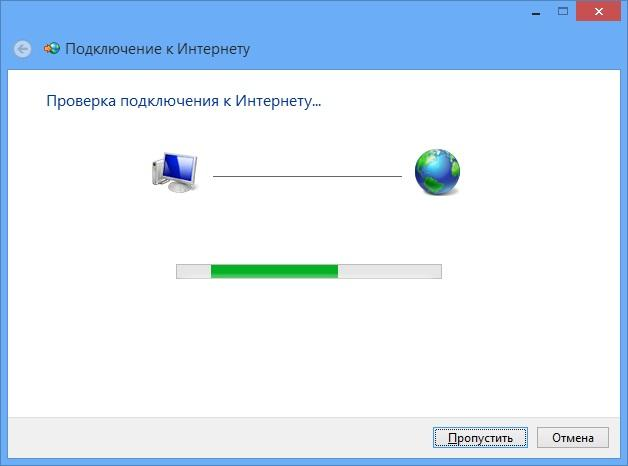 Подключение к Интернету
Проверка подключения к Интернету...
Пропустить
Отмена